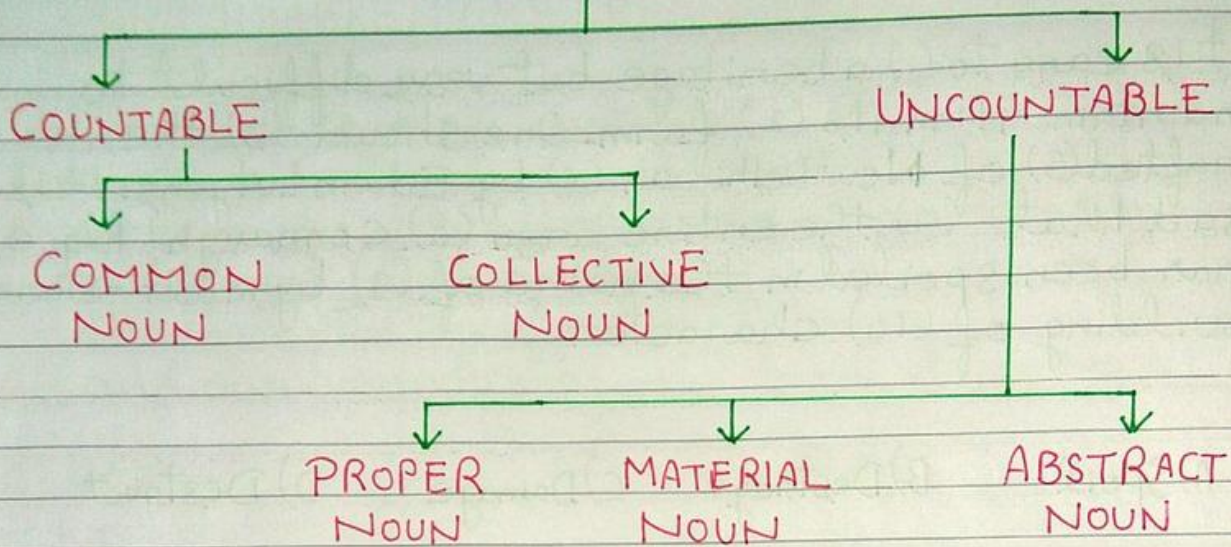 COUNTABLE UNCOUNTABLE
COMMON COLLECTIVE
NOUN NOUN
PROPER MATERIAL ABSTRACT
NOUN NOUN NOUN